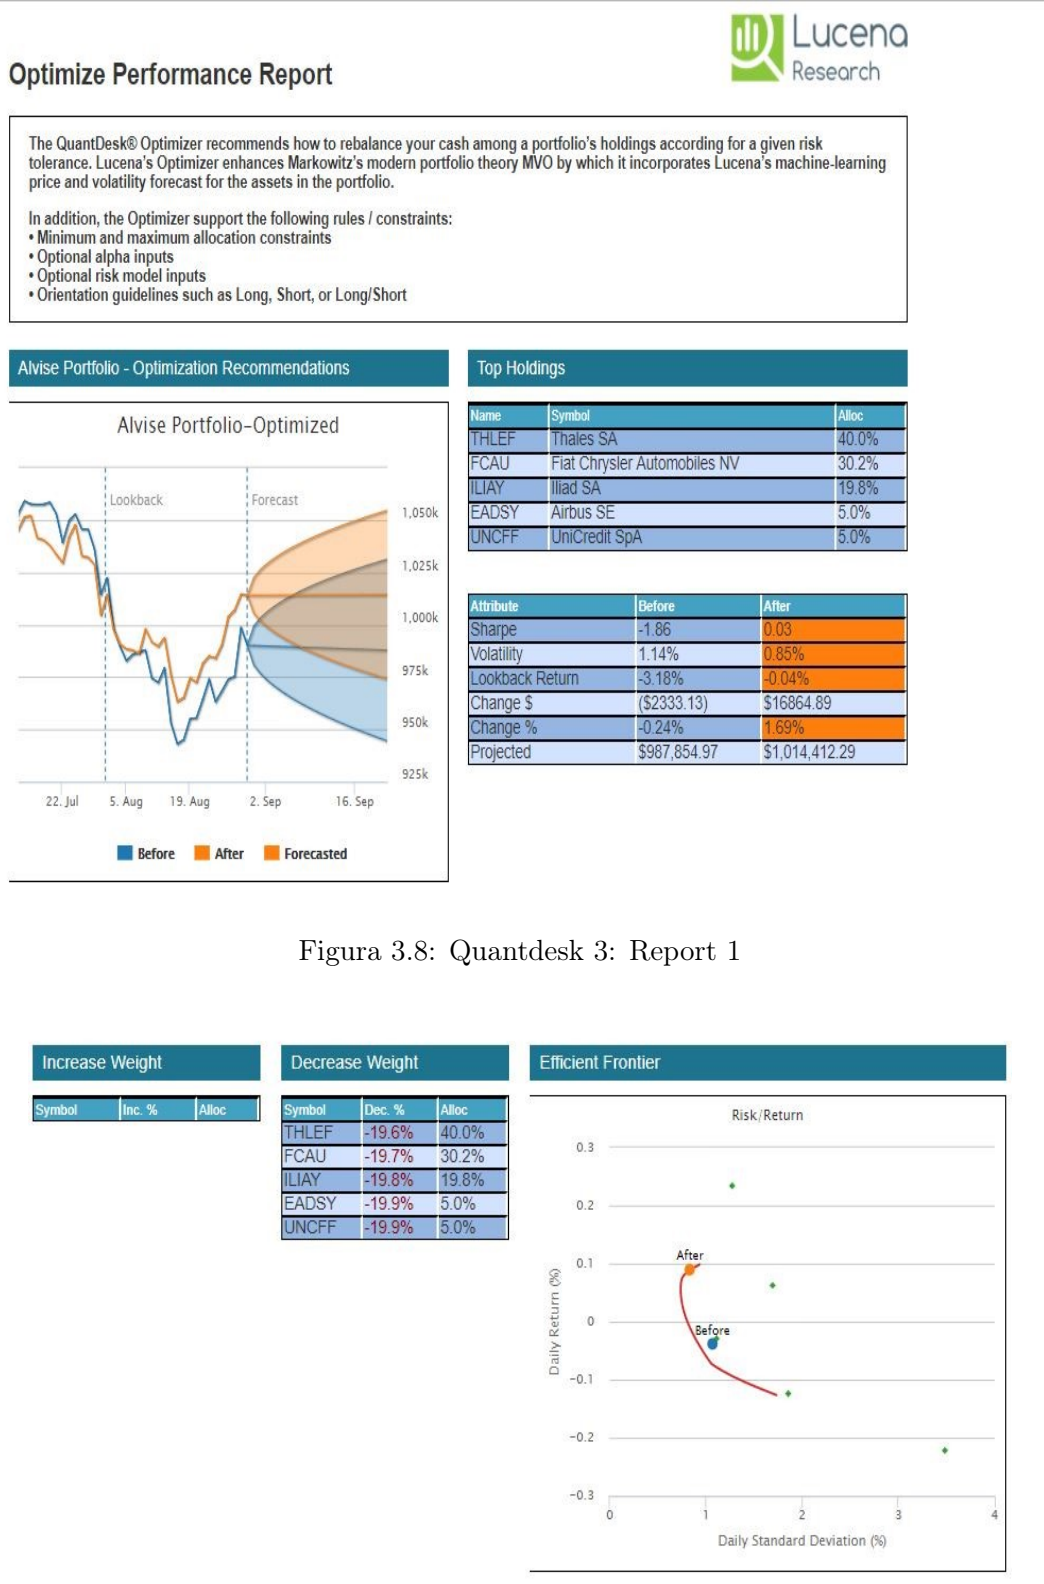 Lucena
Research
Optimize Performance Report
The QuantDesk® Optimizer recommends how to rebalance your cash among a portfolio's holdings according for a given risk
tolerance. Lucena's Optimizer enhances Markowitz's modern portfolio theory MVO by which it incorporates Lucena's machine-learning
price and volatility forecast for the assets in the portfolio.
In addition, the Optimizer support the following rules / constraints:
• Minimum and maximum allocation constraints
• Optional alpha inputs
• Optional risk model inputs
• Orientation guidelines such as Long, Short, or Long/Short
Alvise Portfolio - Optimization Recommendations
Alvise Portfolio-Optimized
Lookback
Forecast
1,050k
1,025k
1,000k
975k
950k
925k
22. Jul 5. Aug 19. Aug 2. Sep 16. Sep
Before After Forecasted
Top Holdings
Name Symbol Alloc
THLEF Thales SA 40.0%
FCAU Fiat Chrysler Automobiles NV 30.2%
ILIAY Iliad SA 19.8%
EADSY Airbus SE 5.0%
UNCFF UniCredit SpA 5.0%
Attribute Before After
Sharpe -1.86 0.03
Volatility 1.14% 0.85%
Lookback Return -3.18% -0.04%
Change $ ($2333.13) $16864.89
Change % -0.24% 1.69%
Projected $987,854.97 $1,014,412.29
Figura 3.8: Quantdesk 3: Report 1
Increase Weight
Symbol Inc. % Alloc
Decrease Weight
Symbol Dec. % Alloc
THLEF -19.6% 40.0%
FCAU -19.7% 30.2%
ILIAY -19.8% 19.8%
EADSY -19.9% 5.0%
UNCFF -19.9% 5.0%
Efficient Frontier
Risk/Return
0.3
0.2
0.1
0
-0.1
-0.2
-0.3
Daily Return (%)
After
Before
0 1 2 3 4
Daily Standard Deviation (%)